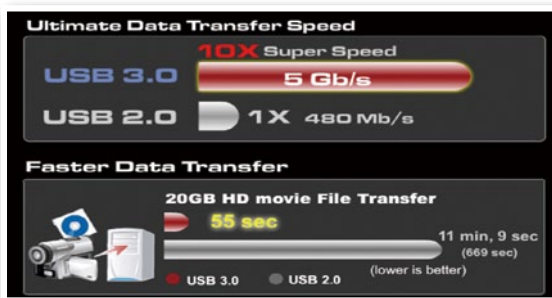 Ultimate Data Transfer Speed
10X Super Speed
USB 3.0 5 Gb/s
USB 2.0 1X 480 Mb/s
Faster Data Transfer
20GB HD movie File Transfer
55 sec
11 min, 9 sec
(669 sec)
(lower is better)
USB 3.0 USB 2.0